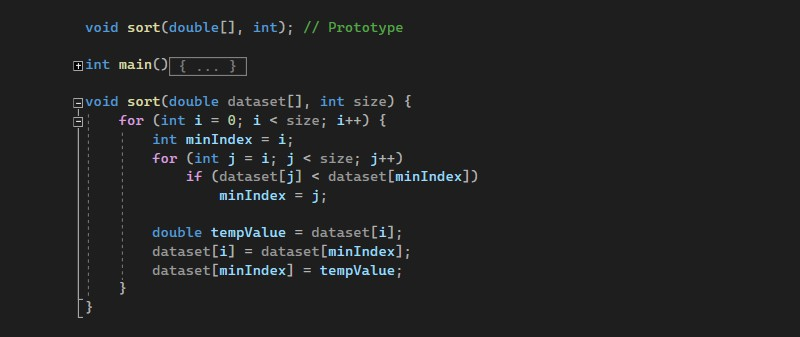 void sort(double[], int); // Prototype
int main() { ... }
void sort(double dataset[], int size) {
for (int i = 0; i < size; i++) {
int minIndex = i;
for (int j = i; j < size; j++)
if (dataset[j] < dataset[minIndex])
minIndex = j;
double tempValue = dataset[i];
dataset[i] = dataset[minIndex];
dataset[minIndex] = tempValue;
}
}